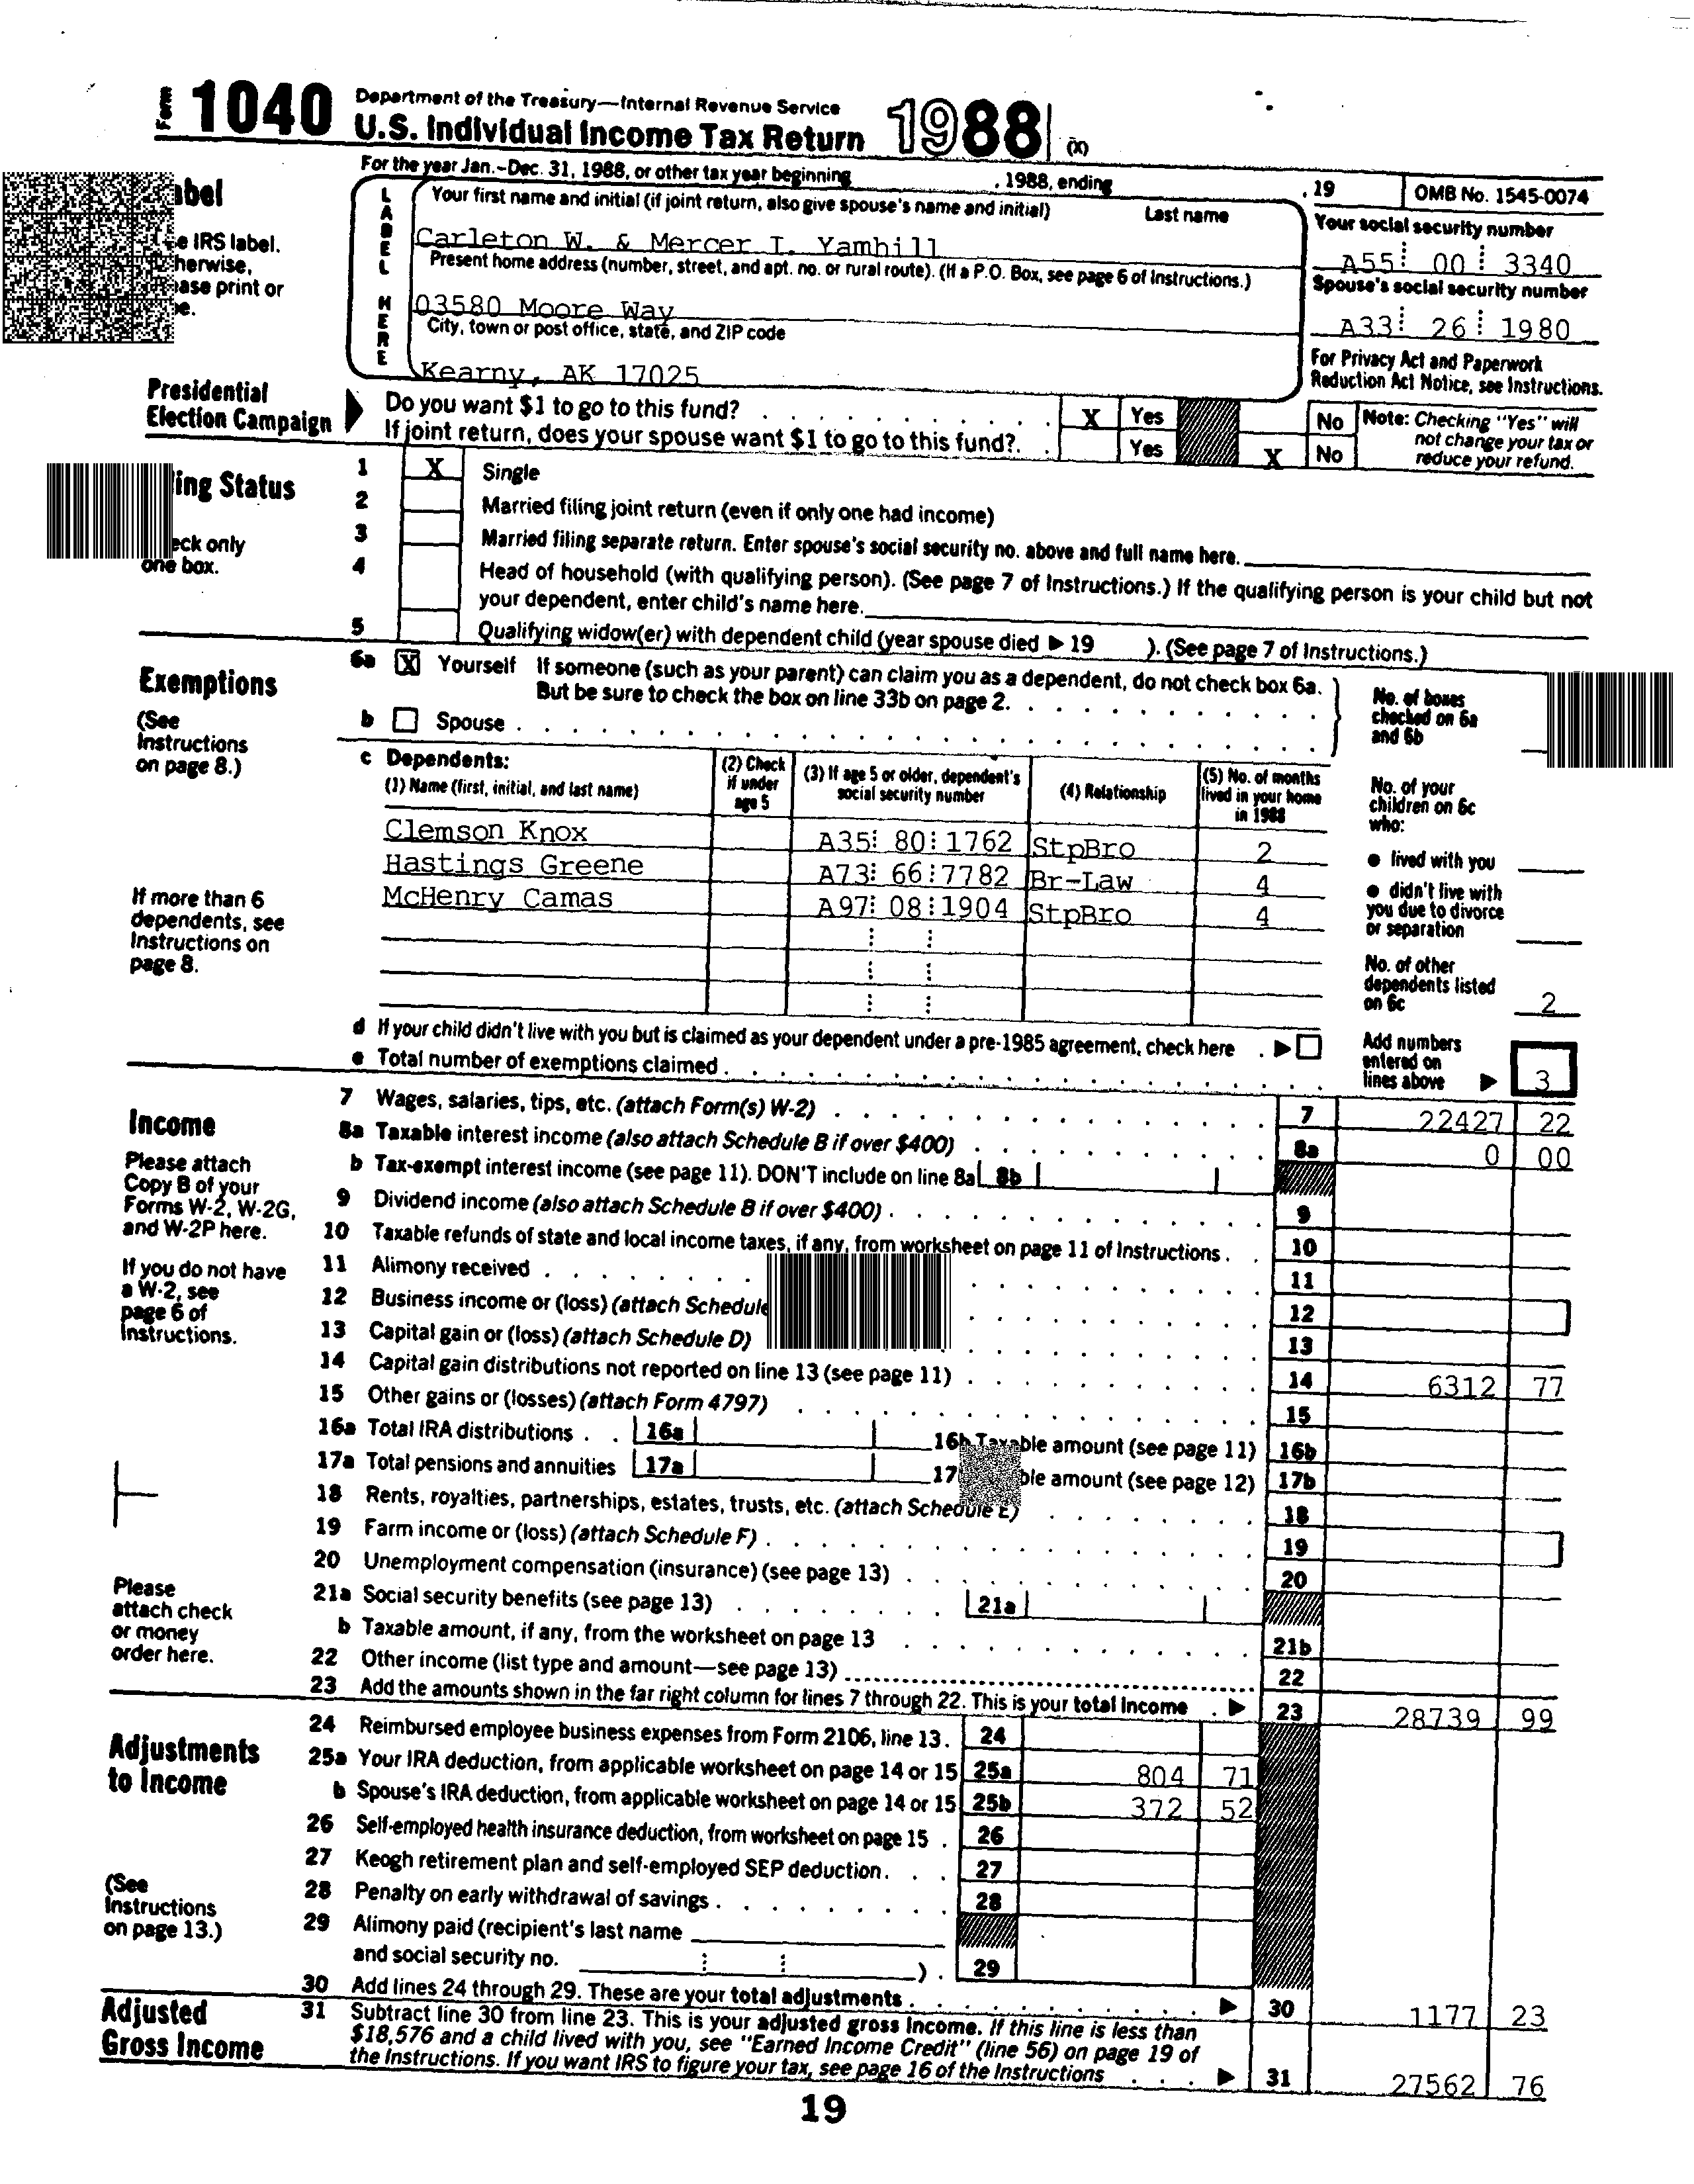 Form 1040 Department of the Treasury—Internal Revenue Service
U.S. Individual Income Tax Return 1988 (X)
For the year Jan.–Dec. 31, 1988, or other tax year beginning , 1988, ending , 19 OMB No. 1545-0074
abel
e IRS label.
herwise,
ase print or
e.
LABEL HERE
Your first name and initial (if joint return, also give spouse's name and initial) Last name
Carleton W. & Mercer T. Yamhill
Present home address (number, street, and apt. no. or rural route). (If a P.O. Box, see page 6 of Instructions.)
03580 Moore Way
City, town or post office, state, and ZIP code
Kearny, AK 17025
Your social security number
A55 00 3340
Spouse's social security number
A33 26 1980
For Privacy Act and Paperwork
Reduction Act Notice, see Instructions.
Presidential
Election Campaign
Do you want $1 to go to this fund? X Yes No
If joint return, does your spouse want $1 to go to this fund?. Yes X No
Note: Checking "Yes" will
not change your tax or
reduce your refund.
ing Status
eck only
one box.
1 X Single
2 Married filing joint return (even if only one had income)
3 Married filing separate return. Enter spouse's social security no. above and full name here.
4 Head of household (with qualifying person). (See page 7 of Instructions.) If the qualifying person is your child but not
your dependent, enter child's name here.
5 Qualifying widow(er) with dependent child (year spouse died ▶ 19 ). (See page 7 of Instructions.)
Exemptions
(See
Instructions
on page 8.)
If more than 6
dependents, see
Instructions on
page 8.
6a X Yourself If someone (such as your parent) can claim you as a dependent, do not check box 6a.
But be sure to check the box on line 33b on page 2.
b Spouse
No. of boxes
checked on 6a
and 6b
c Dependents:
(1) Name (first, initial, and last name)
(2) Check
if under
age 5
(3) If age 5 or older, dependent's
social security number
(4) Relationship
(5) No. of months
lived in your home
in 1988
Clemson Knox A35 80 1762 StpBro 2
Hastings Greene A73 66 7782 Br-Law 4
McHenry Camas A97 08 1904 StpBro 4
No. of your
children on 6c
who:
● lived with you
● didn't live with
you due to divorce
or separation
No. of other
dependents listed
on 6c 2
d If your child didn't live with you but is claimed as your dependent under a pre-1985 agreement, check here . ▶
e Total number of exemptions claimed
Add numbers
entered on
lines above ▶ 3
Income
Please attach
Copy B of your
Forms W-2, W-2G,
and W-2P here.
If you do not have
a W-2, see
page 6 of
Instructions.
Please
attach check
or money
order here.
7 Wages, salaries, tips, etc. (attach Form(s) W-2) 7 22427 22
8a Taxable interest income (also attach Schedule B if over $400) 8a 0 00
b Tax-exempt interest income (see page 11). DON'T include on line 8a 8b
9 Dividend income (also attach Schedule B if over $400) 9
10 Taxable refunds of state and local income taxes, if any, from worksheet on page 11 of Instructions 10
11 Alimony received 11
12 Business income or (loss) (attach Schedule 12
13 Capital gain or (loss) (attach Schedule D) 13
14 Capital gain distributions not reported on line 13 (see page 11) 14 6312 77
15 Other gains or (losses) (attach Form 4797) 15
16a Total IRA distributions 16a 16b Taxable amount (see page 11) 16b
17a Total pensions and annuities 17a 17 ble amount (see page 12) 17b
18 Rents, royalties, partnerships, estates, trusts, etc. (attach Schedule E) 18
19 Farm income or (loss) (attach Schedule F) 19
20 Unemployment compensation (insurance) (see page 13) 20
21a Social security benefits (see page 13) 21a
b Taxable amount, if any, from the worksheet on page 13 21b
22 Other income (list type and amount—see page 13) 22
23 Add the amounts shown in the far right column for lines 7 through 22. This is your total income . ▶ 23 28739 99
Adjustments
to Income
(See
Instructions
on page 13.)
24 Reimbursed employee business expenses from Form 2106, line 13 . 24
25a Your IRA deduction, from applicable worksheet on page 14 or 15 25a 804 71
b Spouse's IRA deduction, from applicable worksheet on page 14 or 15 25b 372 52
26 Self-employed health insurance deduction, from worksheet on page 15 . 26
27 Keogh retirement plan and self-employed SEP deduction 27
28 Penalty on early withdrawal of savings 28
29 Alimony paid (recipient's last name
and social security no. ) . 29
30 Add lines 24 through 29. These are your total adjustments ▶ 30 1177 23
Adjusted
Gross Income
31 Subtract line 30 from line 23. This is your adjusted gross income. If this line is less than
$18,576 and a child lived with you, see "Earned Income Credit" (line 56) on page 19 of
the Instructions. If you want IRS to figure your tax, see page 16 of the Instructions ▶ 31 27562 76
19